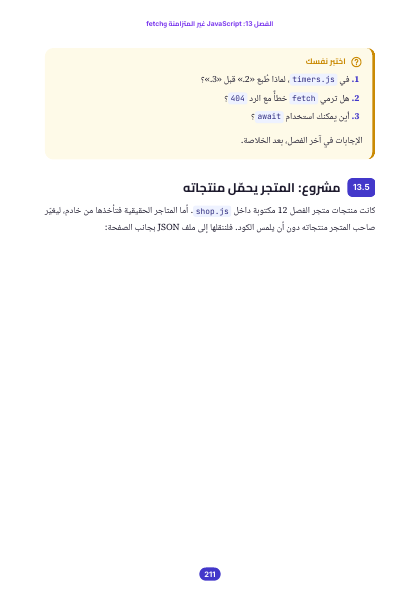 الفصل 13: JavaScript غير المتزامنة وfetch
اختبر نفسك
1. في timers.js، لماذا طُبع «2.» قبل «3.»؟
2. هل ترمي fetch خطأً مع الرد 404؟
3. أين يمكنك استخدام await؟
الإجابات في آخر الفصل، بعد الخلاصة.
13.5 مشروع: المتجر يحمّل منتجاته
كانت منتجات متجر الفصل 12 مكتوبة داخل shop.js. أما المتاجر الحقيقية فتأخذها من خادم، ليغيّر
صاحب المتجر منتجاته دون أن يلمس الكود. فلننقلها إلى ملف JSON بجانب الصفحة:
211